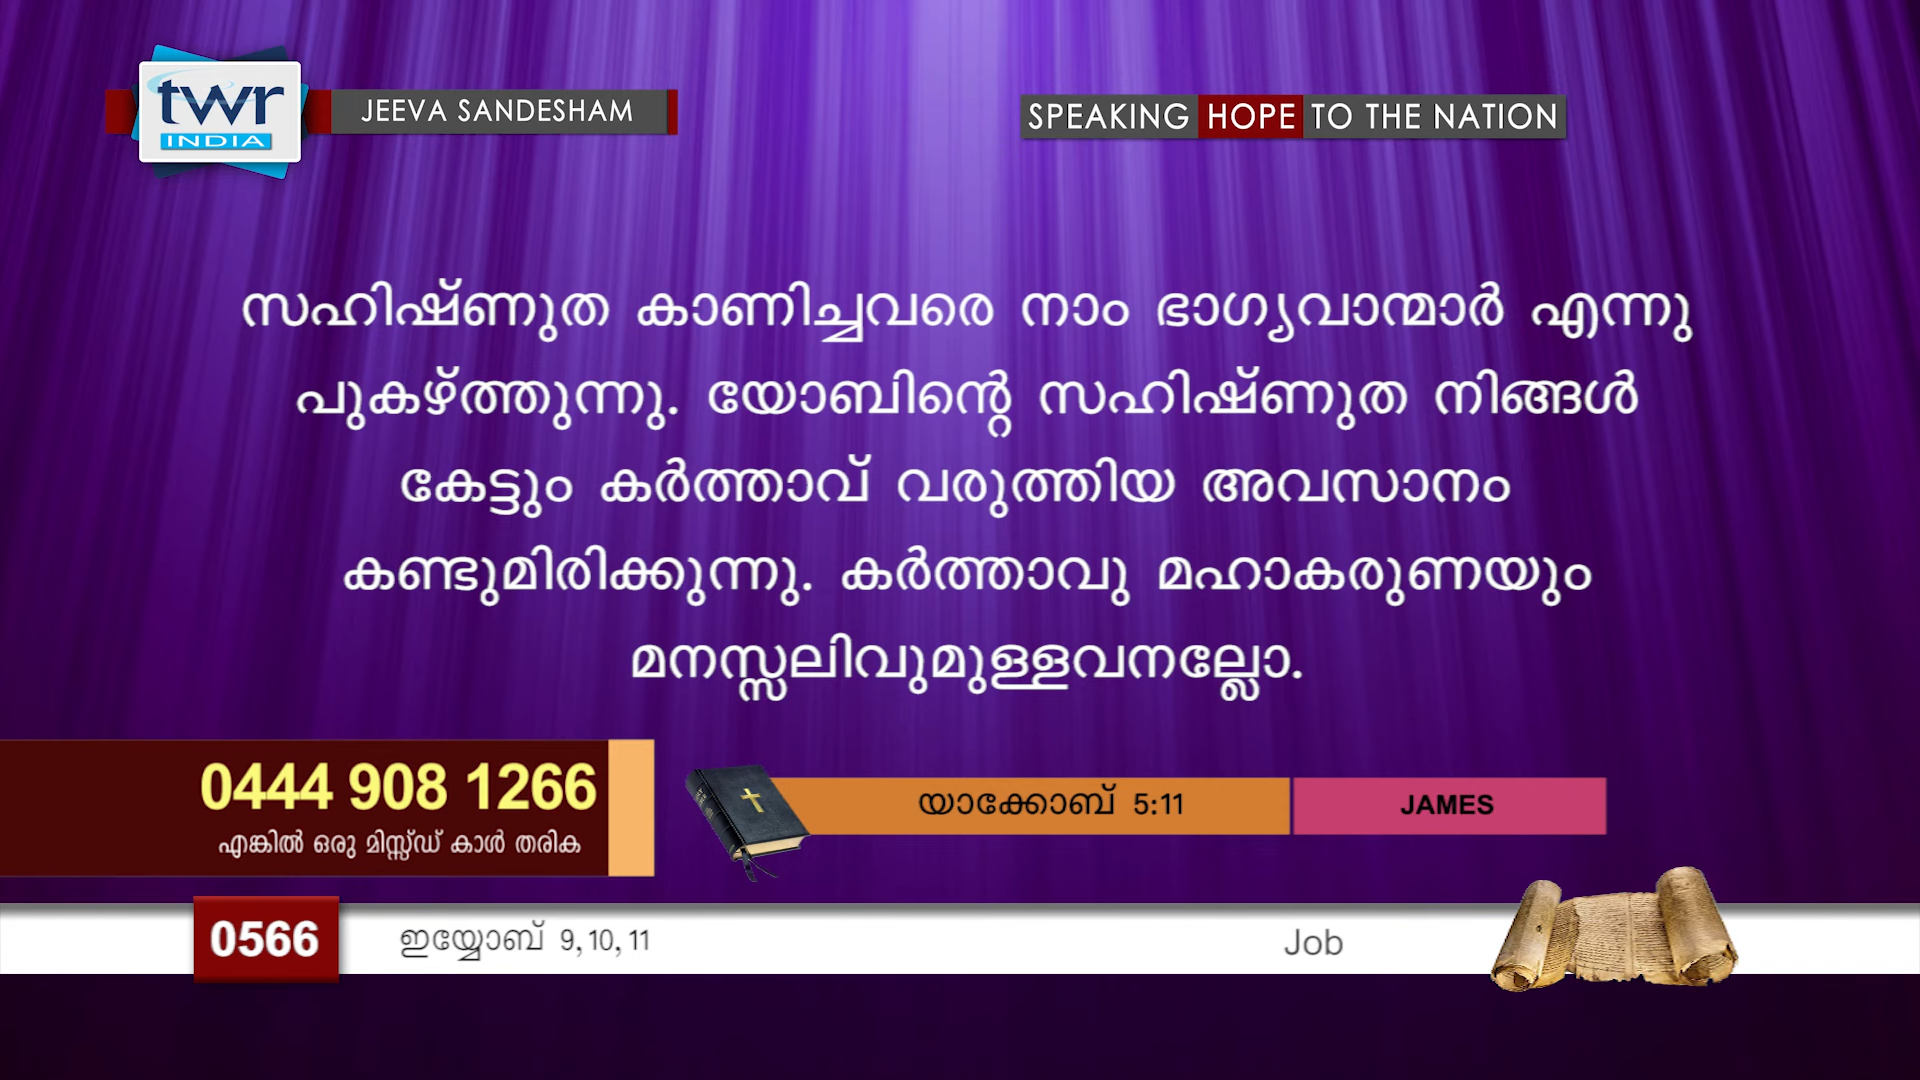 twr
INDIA
JEEVA SANDESHAM
SPEAKING HOPE TO THE NATION
സഹിഷ്ണുത കാണിച്ചവരെ നാം ഭാഗ്യവാന്മാർ എന്നു
പുകഴ്ത്തുന്നു. യോബിന്റെ സഹിഷ്ണുത നിങ്ങൾ
കേട്ടും കർത്താവ് വരുത്തിയ അവസാനം
കണ്ടുമിരിക്കുന്നു. കർത്താവു മഹാകരുണയും
മനസ്സലിവുമുള്ളവനല്ലോ.
0444 908 1266
എങ്കിൽ ഒരു മിസ്സ്ഡ് കാൾ തരിക
യാക്കോബ് 5:11
JAMES
0566
ഇയ്യോബ് 9, 10, 11
Job